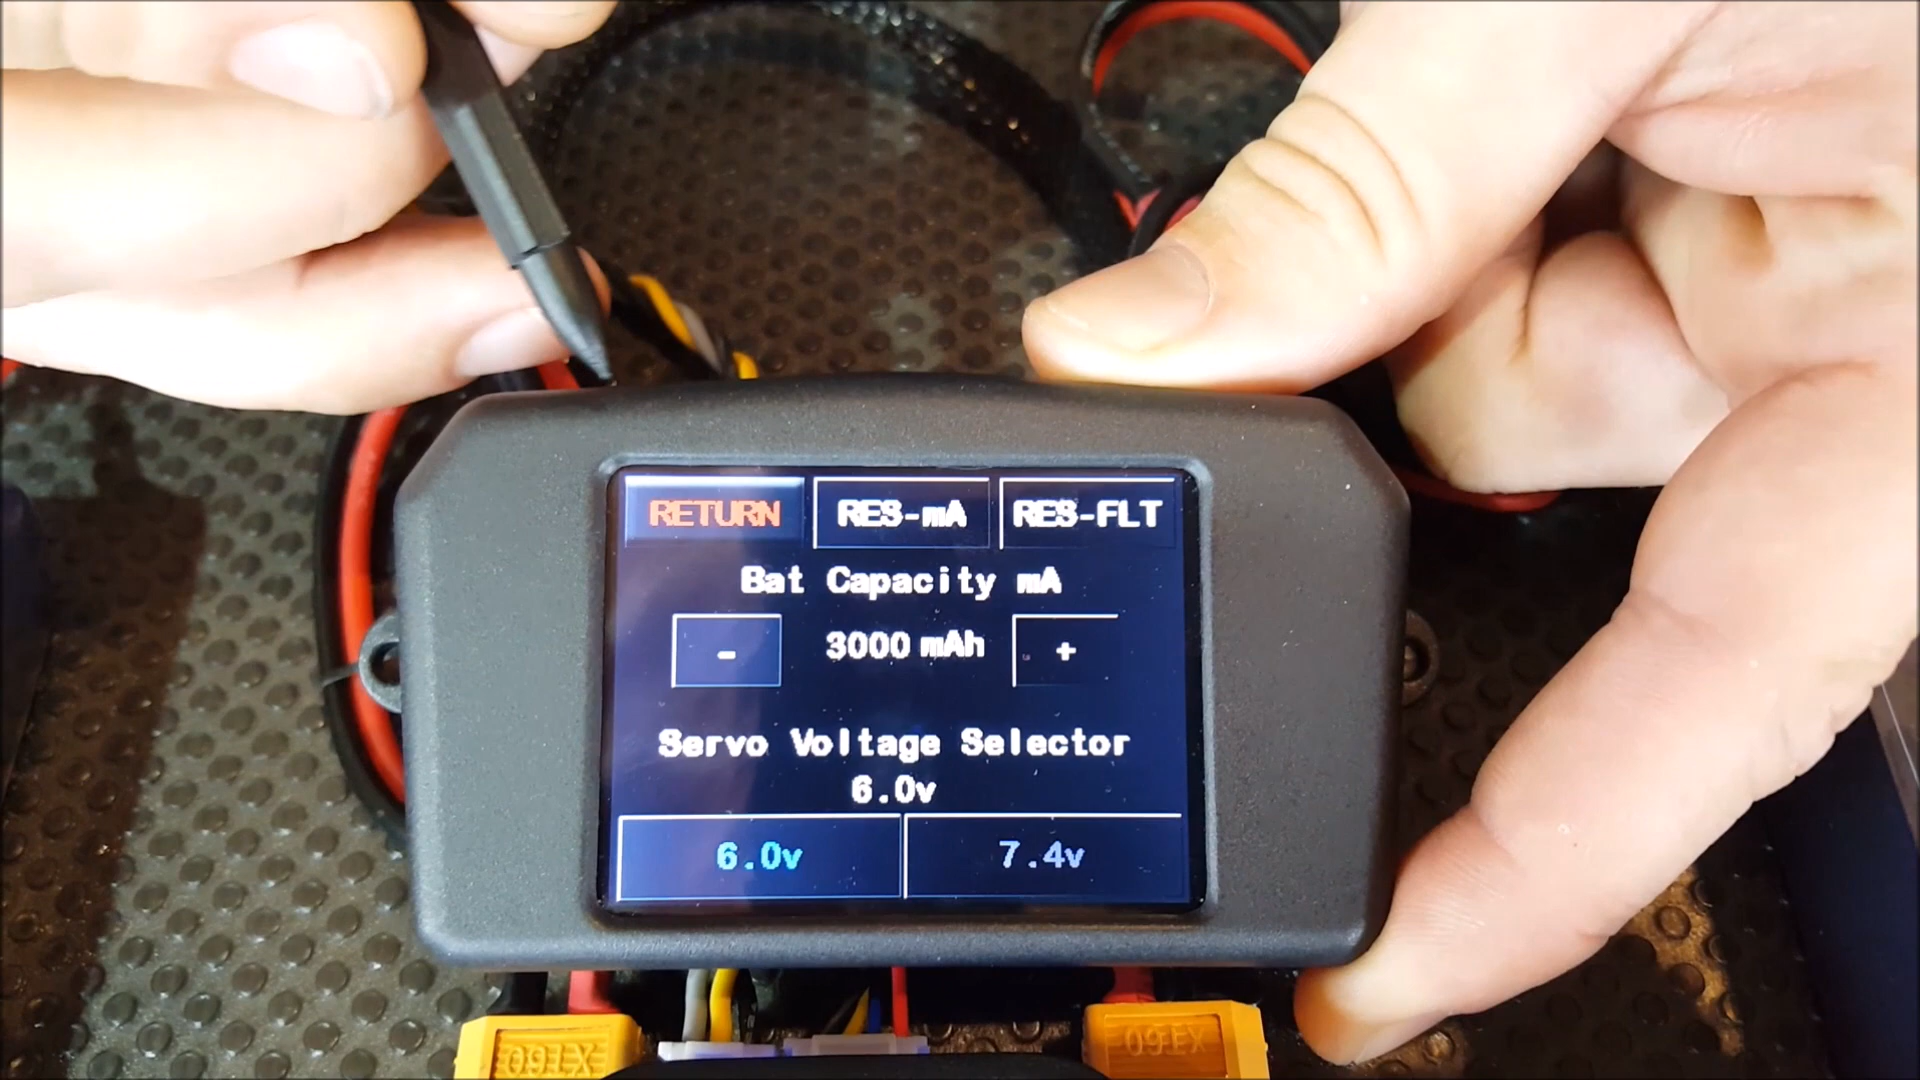 RETURN RES-mA RES-FLT
Bat Capacity mA
- 3000 mAh +
Servo Voltage Selector
6.0v
6.0v 7.4v
XT60 XT60